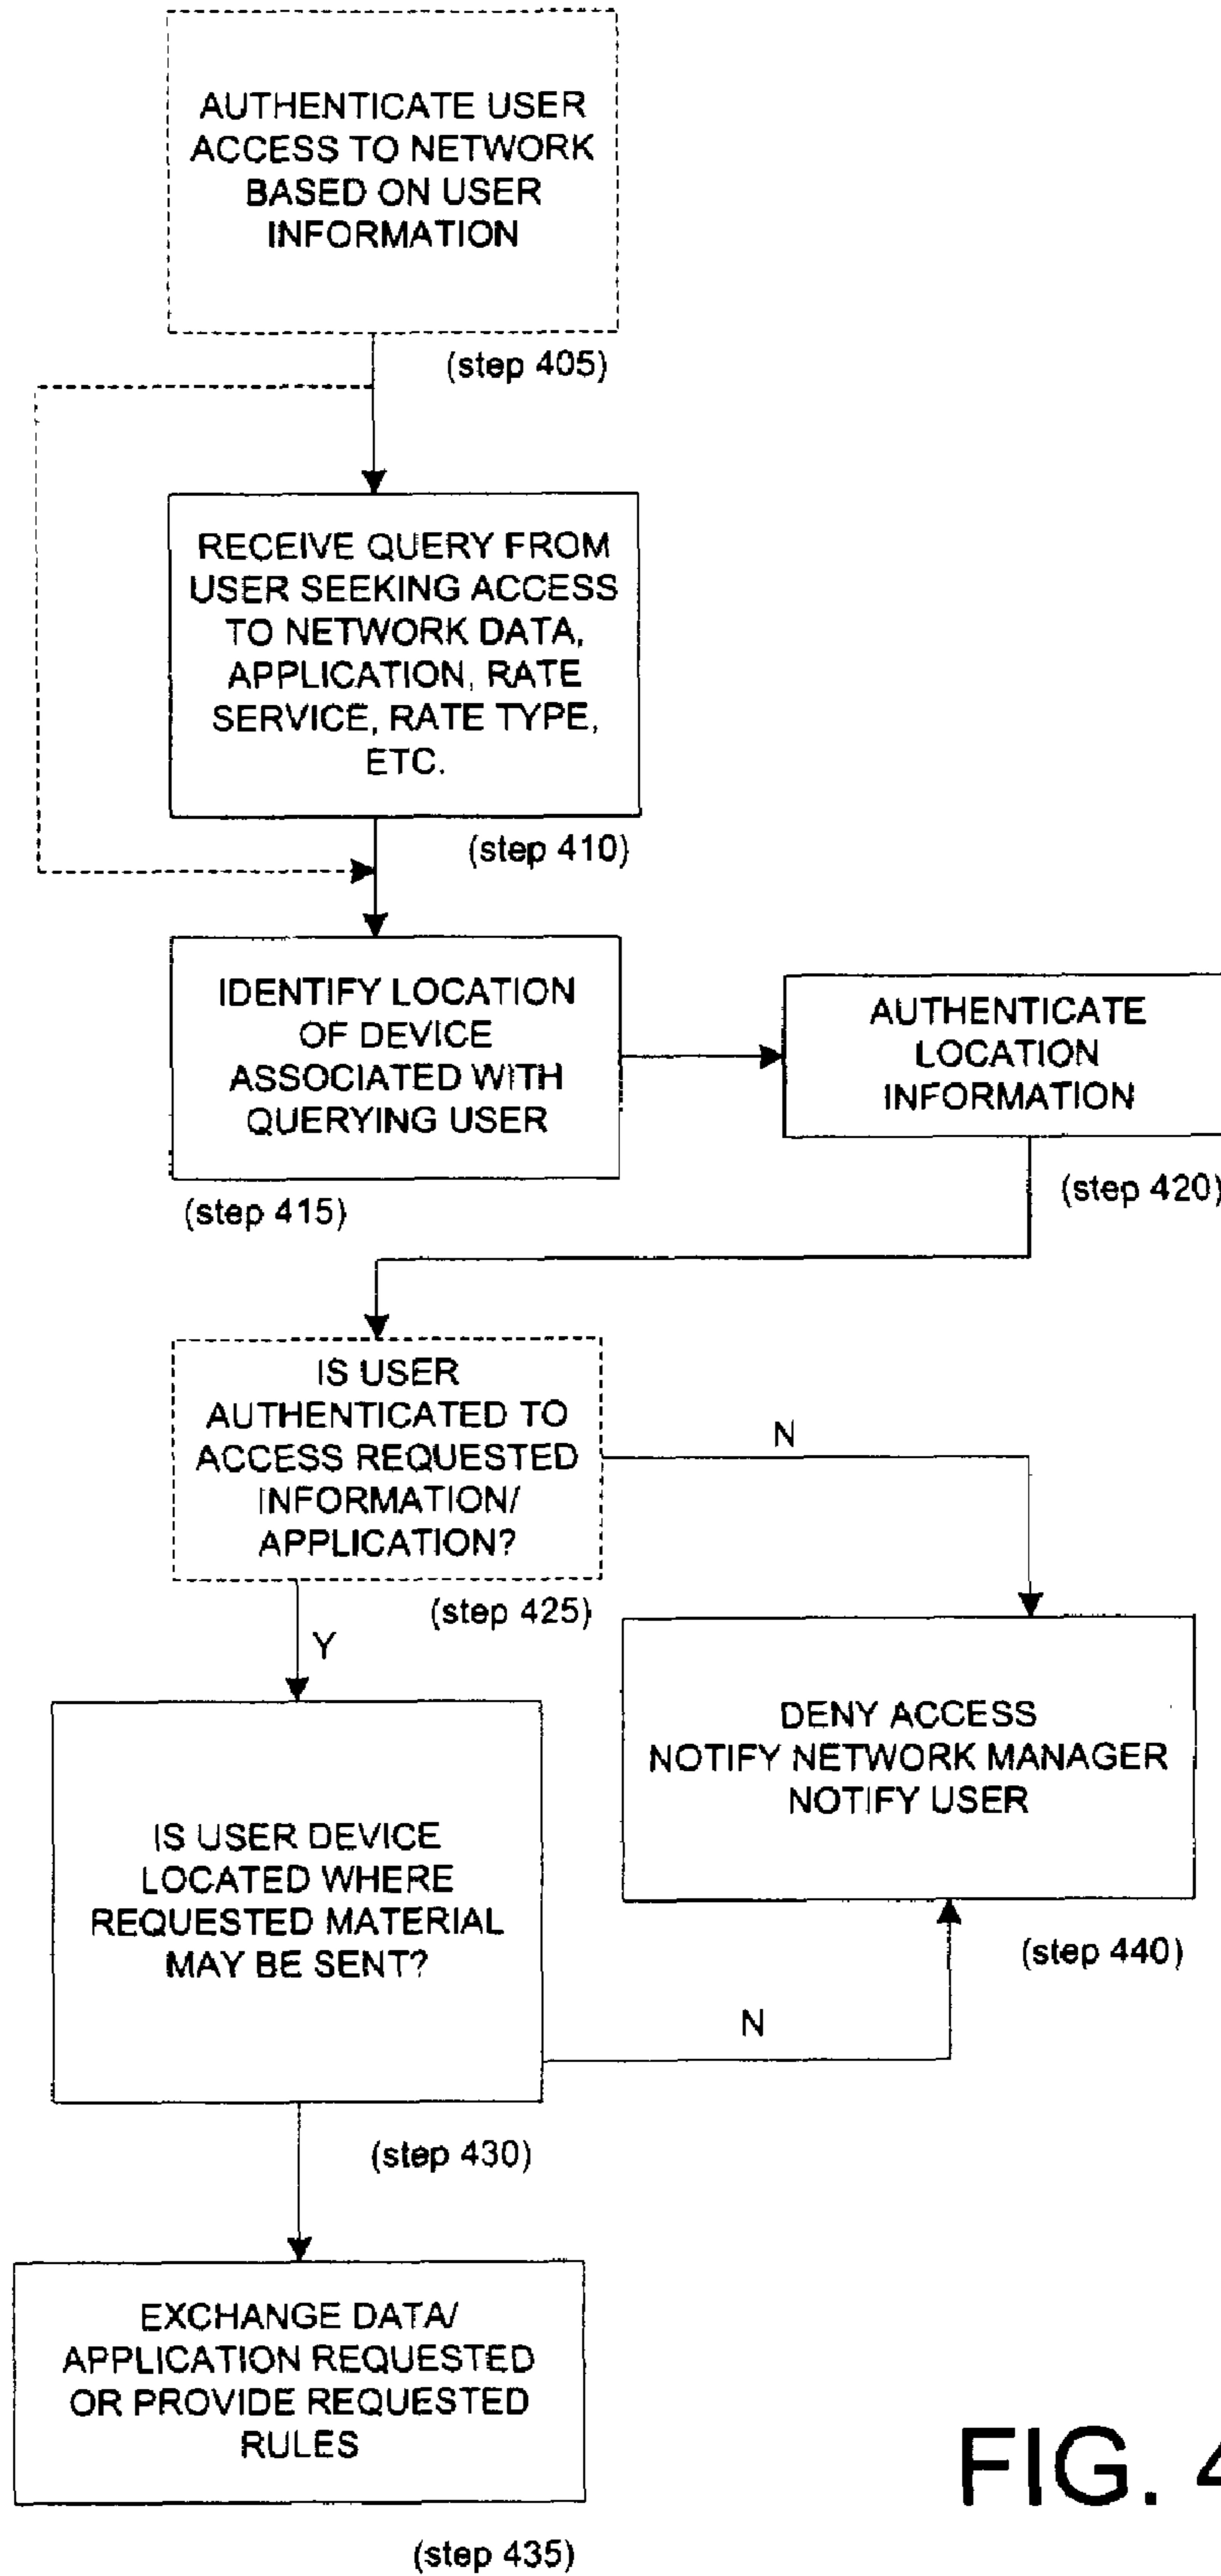 AUTHENTICATE USER
ACCESS TO NETWORK
BASED ON USER
INFORMATION
(step 405)
RECEIVE QUERY FROM
USER SEEKING ACCESS
TO NETWORK DATA,
APPLICATION, RATE
SERVICE, RATE TYPE,
ETC.
(step 410)
IDENTIFY LOCATION
OF DEVICE
ASSOCIATED WITH
QUERYING USER
(step 415)
AUTHENTICATE
LOCATION
INFORMATION
(step 420)
IS USER
AUTHENTICATED TO
ACCESS REQUESTED
INFORMATION/
APPLICATION?
(step 425)
N
Y
IS USER DEVICE
LOCATED WHERE
REQUESTED MATERIAL
MAY BE SENT?
(step 430)
N
DENY ACCESS
NOTIFY NETWORK MANAGER
NOTIFY USER
(step 440)
EXCHANGE DATA/
APPLICATION REQUESTED
OR PROVIDE REQUESTED
RULES
(step 435)
FIG. 4